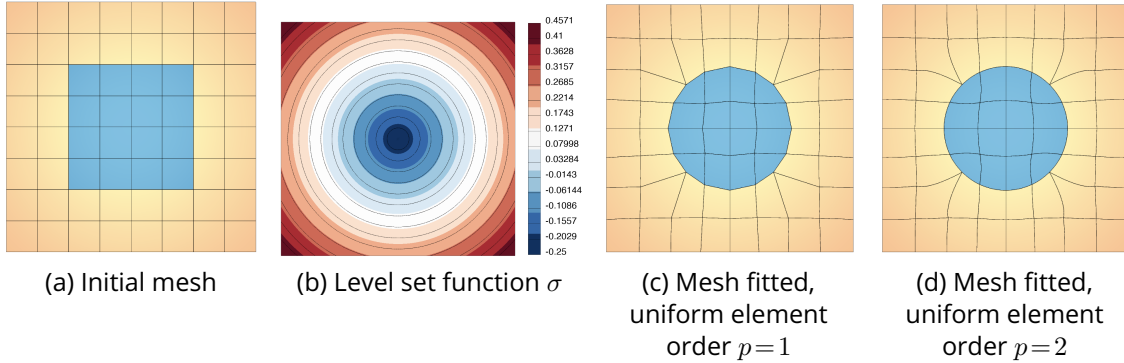 0.4571
0.41
0.3628
0.3157
0.2685
0.2214
0.1743
0.1271
0.07998
0.03284
-0.0143
-0.06144
-0.1086
-0.1557
-0.2029
-0.25
(a) Initial mesh
(b) Level set function σ
(c) Mesh fitted,
uniform element
order p=1
(d) Mesh fitted,
uniform element
order p=2